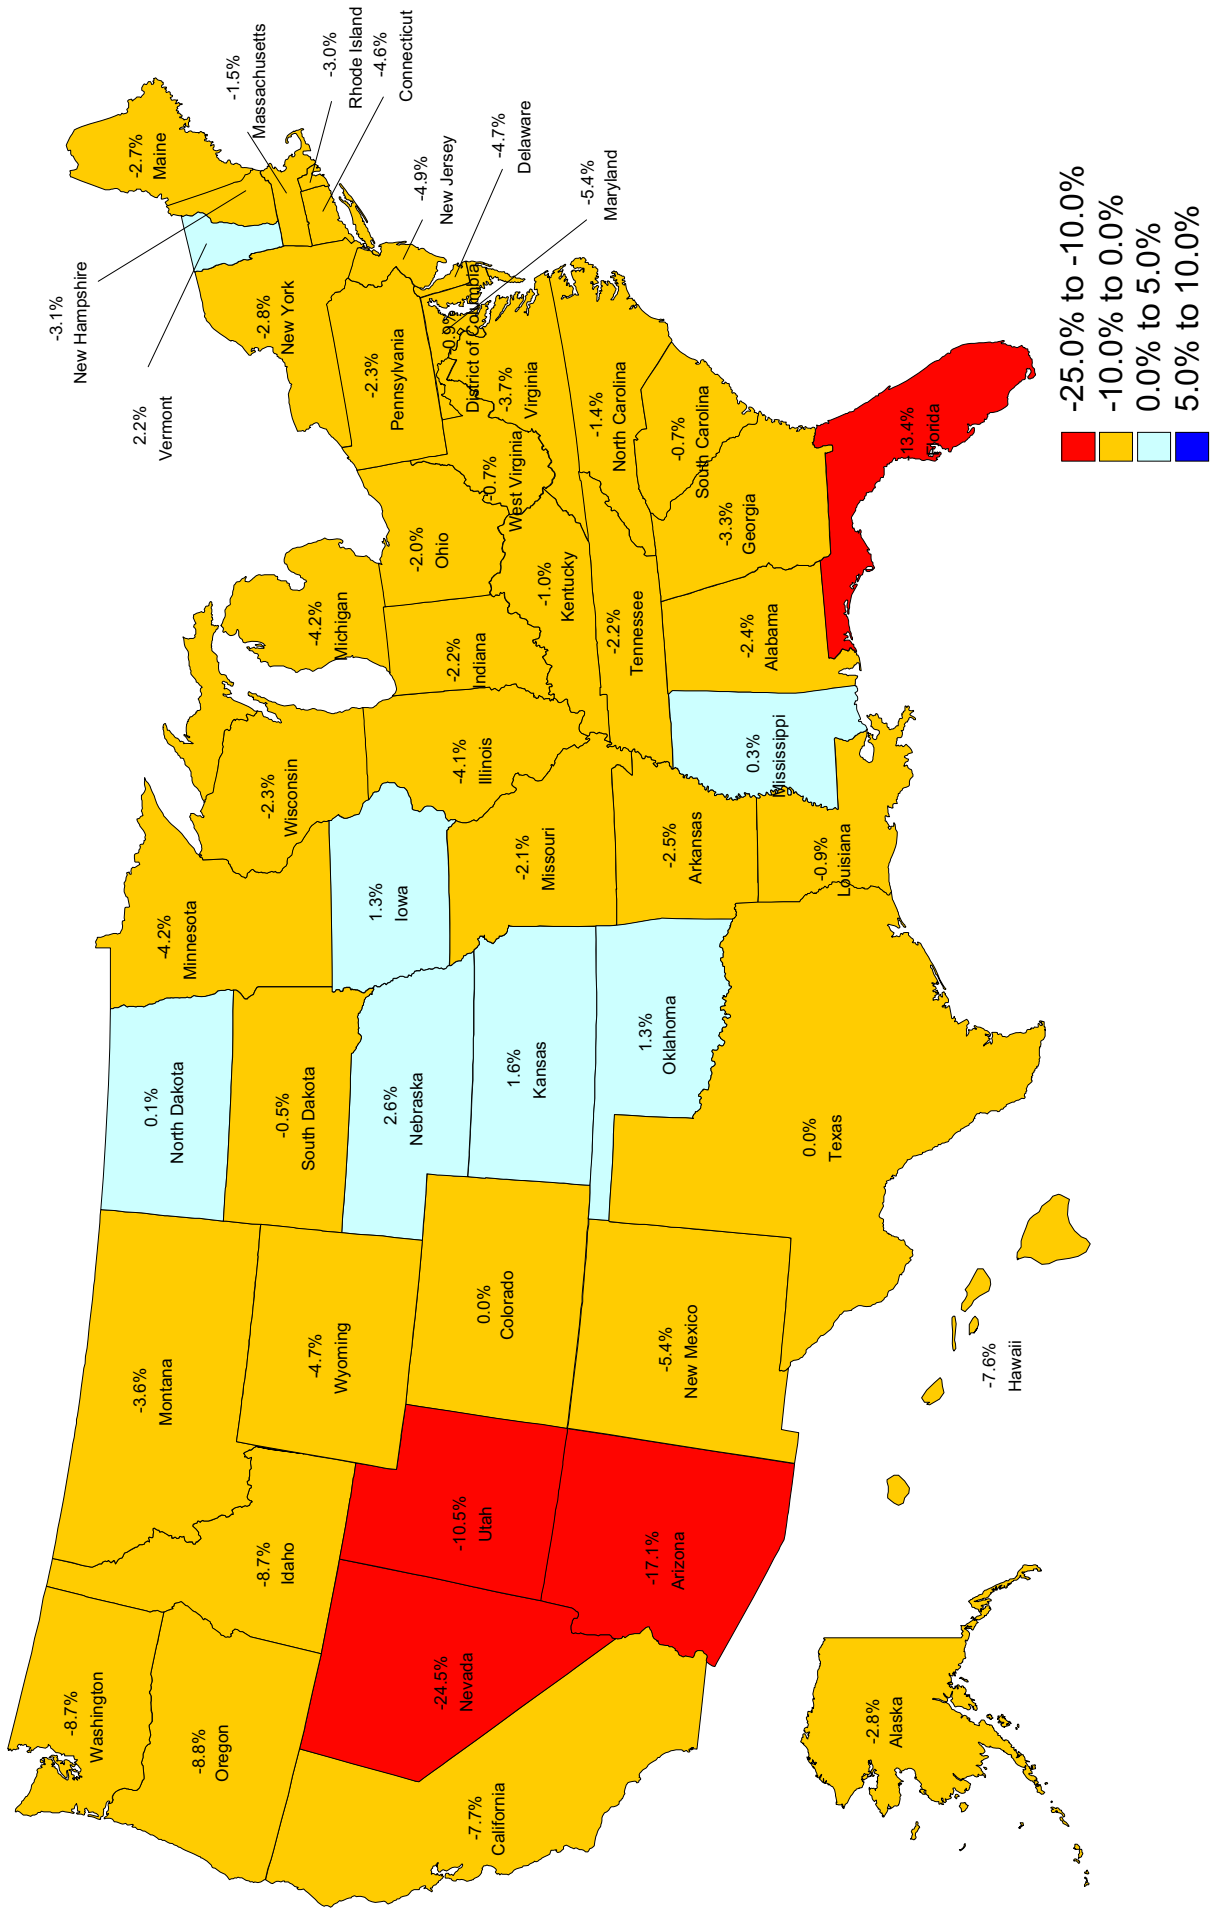 -8.7%
Washington
-8.8%
Oregon
-7.7%
California
-24.5%
Nevada
-8.7%
Idaho
-3.6%
Montana
-4.7%
Wyoming
-10.5%
Utah
-17.1%
Arizona
0.0%
Colorado
-5.4%
New Mexico
0.1%
North Dakota
-0.5%
South Dakota
2.6%
Nebraska
1.6%
Kansas
1.3%
Oklahoma
0.0%
Texas
-4.2%
Minnesota
1.3%
Iowa
-2.1%
Missouri
-2.5%
Arkansas
-0.9%
Louisiana
-2.3%
Wisconsin
-4.1%
Illinois
-4.2%
Michigan
-2.2%
Indiana
-2.0%
Ohio
-1.0%
Kentucky
-2.2%
Tennessee
0.3%
Mississippi
-2.4%
Alabama
-3.3%
Georgia
13.4%
Florida
-0.7%
South Carolina
-1.4%
North Carolina
-3.7%
Virginia
-0.7%
West Virginia
-0.9%
District of Columbia
-2.3%
Pennsylvania
-2.8%
New York
2.2%
Vermont
-3.1%
New Hampshire
-2.7%
Maine
-1.5%
Massachusetts
-3.0%
Rhode Island
-4.6%
Connecticut
-4.9%
New Jersey
-4.7%
Delaware
-5.4%
Maryland
-2.8%
Alaska
-7.6%
Hawaii
-25.0% to -10.0%
-10.0% to 0.0%
0.0% to 5.0%
5.0% to 10.0%